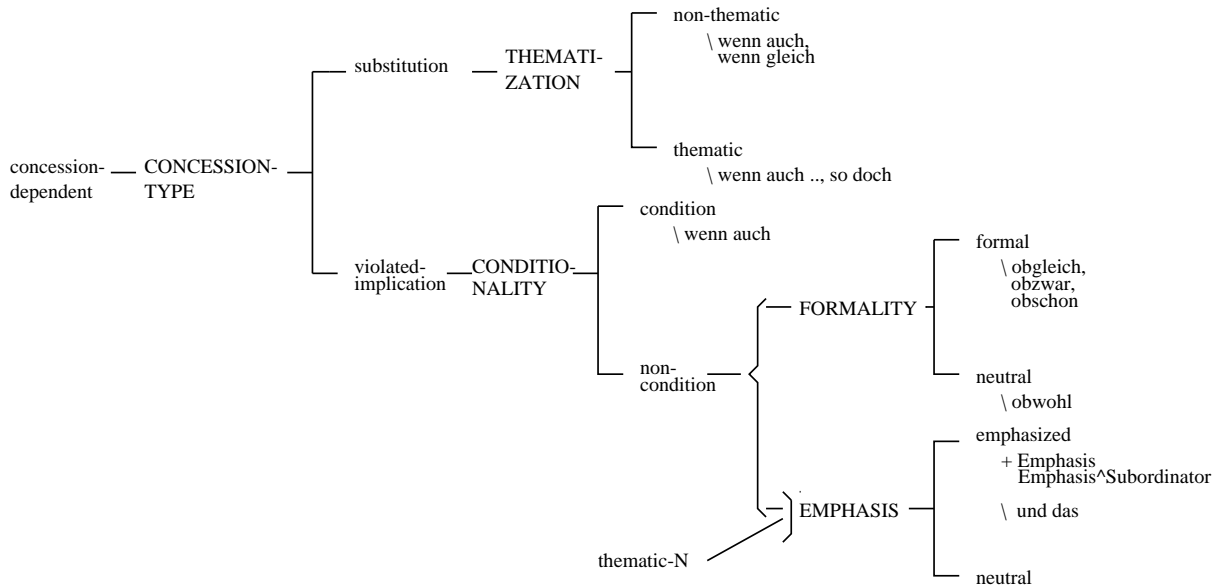 non-thematic
\ wenn auch,
wenn gleich
substitution
THEMATI-
ZATION
thematic
\ wenn auch .., so doch
concession-
dependent
CONCESSION-
TYPE
condition
\ wenn auch
violated-
implication
CONDITIO-
NALITY
formal
\ obgleich,
obzwar,
obschon
FORMALITY
non-
condition
neutral
\ obwohl
emphasized
+ Emphasis
Emphasis^Subordinator
\ und das
EMPHASIS
thematic-N
neutral